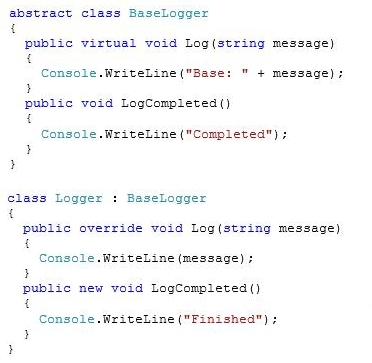 abstract class BaseLogger
{
  public virtual void Log(string message)
  {
    Console.WriteLine("Base: " + message);
  }
  public void LogCompleted()
  {
    Console.WriteLine("Completed");
  }
}

class Logger : BaseLogger
{
  public override void Log(string message)
  {
    Console.WriteLine(message);
  }
  public new void LogCompleted()
  {
    Console.WriteLine("Finished");
  }
}